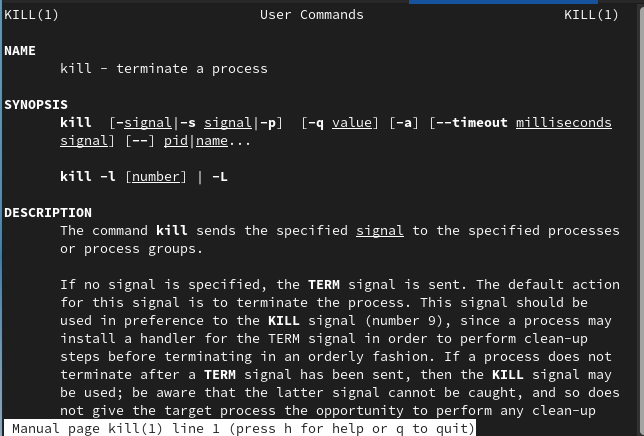 KILL(1) User Commands KILL(1)
NAME
kill - terminate a process
SYNOPSIS
kill [-signal|-s signal|-p] [-q value] [-a] [--timeout milliseconds
signal] [--] pid|name...
kill -l [number] | -L
DESCRIPTION
The command kill sends the specified signal to the specified processes
or process groups.
If no signal is specified, the TERM signal is sent. The default action
for this signal is to terminate the process. This signal should be
used in preference to the KILL signal (number 9), since a process may
install a handler for the TERM signal in order to perform clean-up
steps before terminating in an orderly fashion. If a process does not
terminate after a TERM signal has been sent, then the KILL signal may
be used; be aware that the latter signal cannot be caught, and so does
not give the target process the opportunity to perform any clean-up
Manual page kill(1) line 1 (press h for help or q to quit)